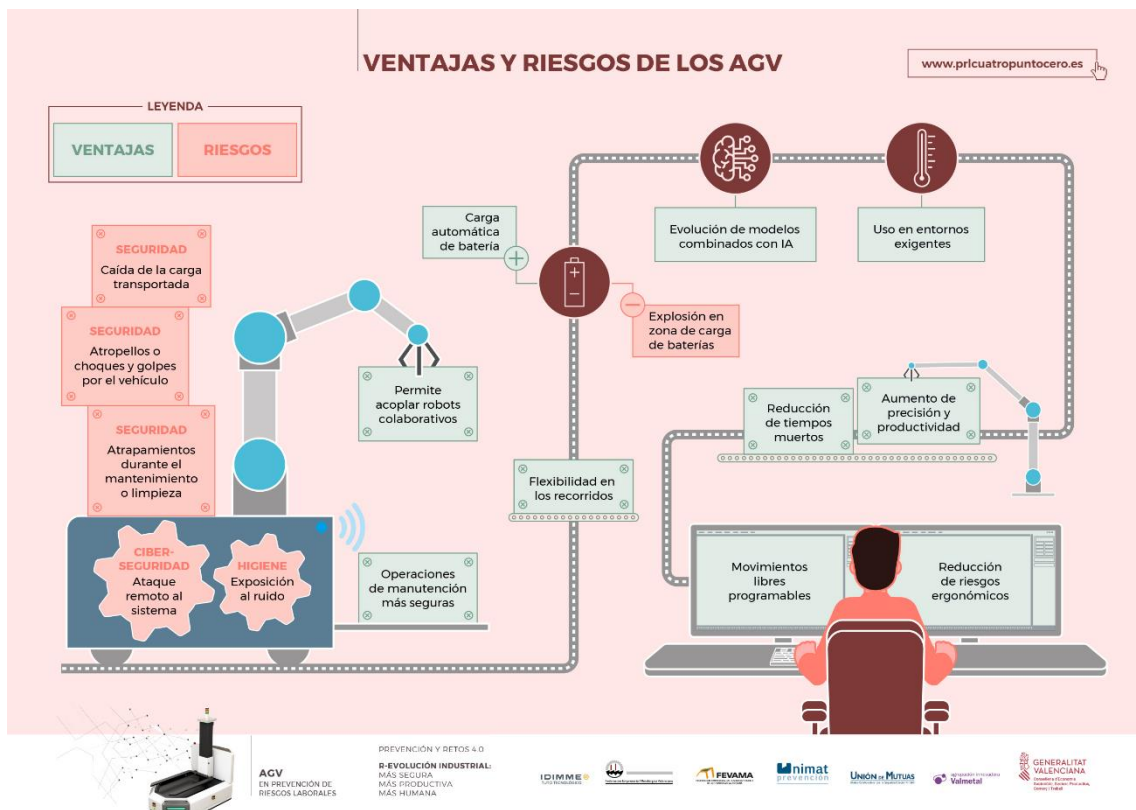 VENTAJAS Y RIESGOS DE LOS AGV
www.prlcuatropuntocero.es
LEYENDA
VENTAJAS
RIESGOS
SEGURIDAD
Caída de la carga
transportada
SEGURIDAD
Atropellos o
choques y golpes
por el vehículo
SEGURIDAD
Atrapamientos
durante el
mantenimiento
o limpieza
CIBER-
SEGURIDAD
Ataque
remoto al
sistema
HIGIENE
Exposición
al ruido
Permite
acoplar robots
colaborativos
Operaciones
de manutención
más seguras
Carga
automática
de batería
Explosión en
zona de carga
de baterías
Flexibilidad en
los recorridos
Evolución de modelos
combinados con IA
Uso en entornos
exigentes
Reducción
de tiempos
muertos
Aumento de
precisión y
productividad
Movimientos
libres
programables
Reducción
de riesgos
ergonómicos
AGV
EN PREVENCIÓN DE
RIESGOS LABORALES
PREVENCIÓN Y RETOS 4.0
R-EVOLUCIÓN INDUSTRIAL:
MÁS SEGURA
MÁS PRODUCTIVA
MÁS HUMANA
IDIMME
FEVAMA
Unimat
prevención
UNIÓN DE MUTUAS
Valmetal
GENERALITAT
VALENCIANA